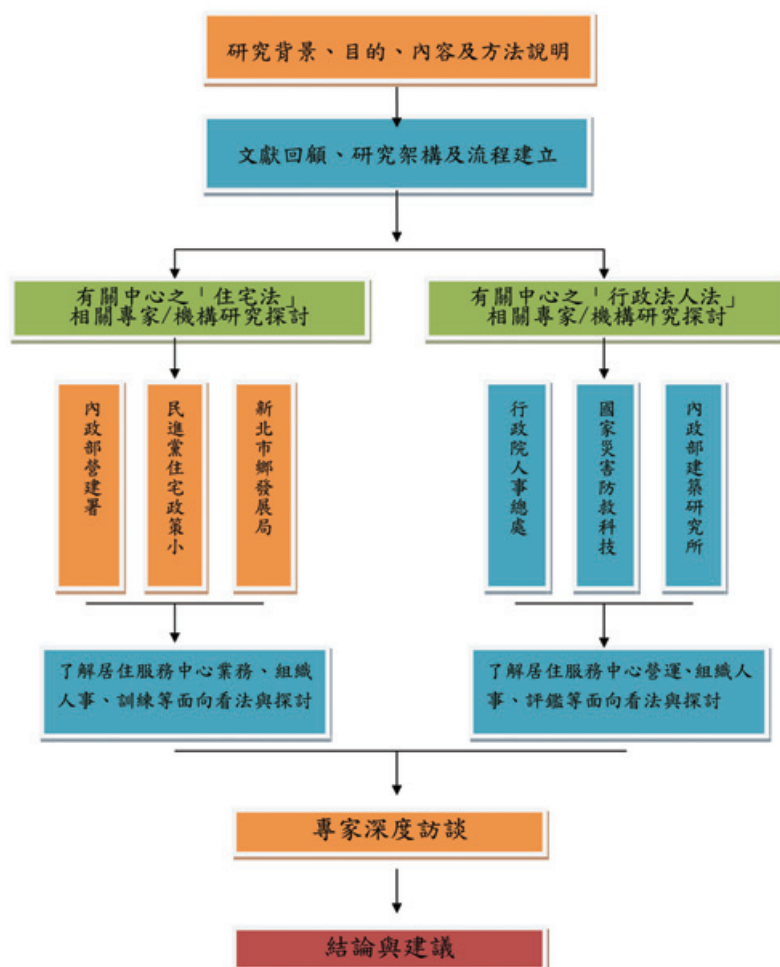 研究背景、目的、內容及方法說明
文獻回顧、研究架構及流程建立
有關中心之「住宅法」
相關專家/機構研究探討
有關中心之「行政法人法」
相關專家/機構研究探討
內政部營建署
民進黨住宅政策小
新北市鄉發展局
行政院人事總處
國家災害防救科技
內政部建築研究所
了解居住服務中心業務、組織
人事、訓練等面向看法與探討
了解居住服務中心營運、組織人
事、評鑑等面向看法與探討
專家深度訪談
結論與建議